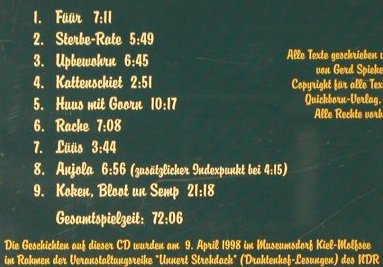 1. Füür 7:11
2. Sterbe-Rate 5:49
3. Upbewohrn 6:45
4. Kattenschiet 2:51
5. Huus mit Goorn 10:17
6. Rache 7:08
7. Lüüs 3:44
8. Anjola 6:56 (zusätzlicher Indexpunkt bei 4:15)
9. Koken, Bloot un Semp 21:18
Gesamtspielzeit: 72:06
Alle Texte geschrieben
von Gerd Spieke
Copyright für alle Tex
Quickborn-Verlag,
Alle Rechte vorb
Die Geschichten auf dieser CD wurden am 9. April 1998 im Museumsdorf Kiel-Molfsee
im Rahmen der Veranstaltungsreihe "Unnert Strohdack" (Drahtenhof-Lesungen) des NDR